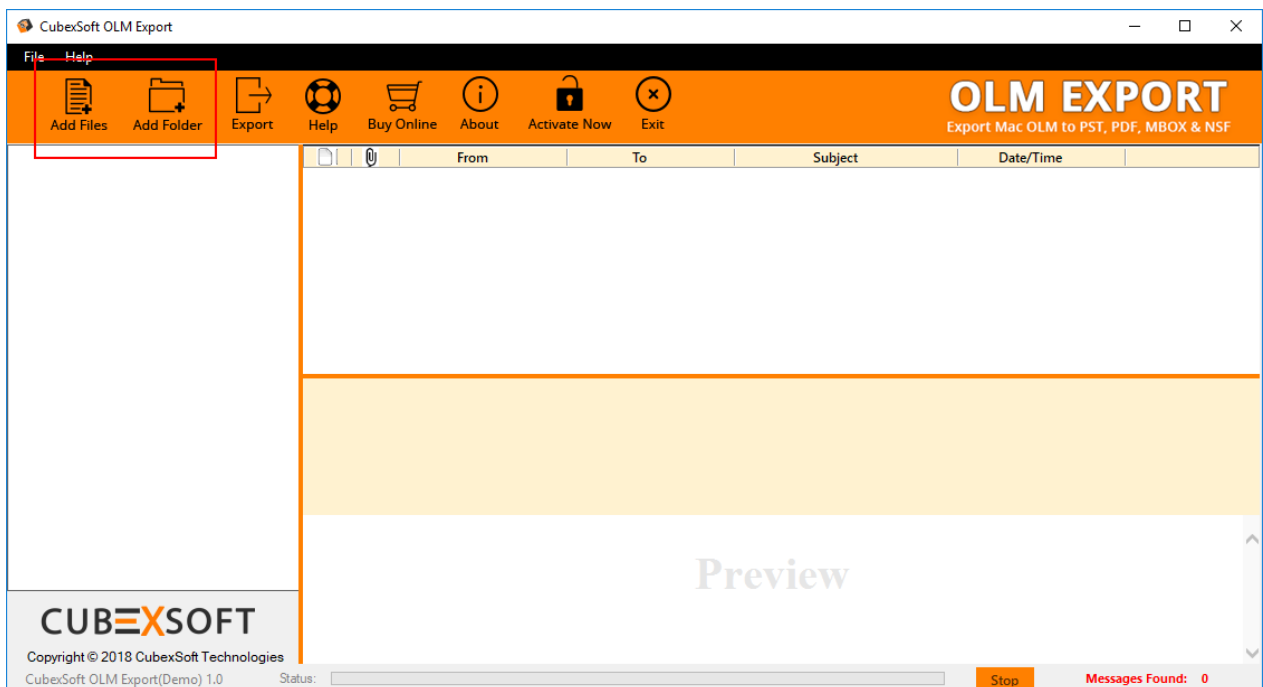 CubexSoft OLM Export
File Help
Add Files Add Folder Export Help Buy Online About Activate Now Exit
OLM EXPORT
Export Mac OLM to PST, PDF, MBOX & NSF
From To Subject Date/Time
Preview
CUBEXSOFT
Copyright © 2018 CubexSoft Technologies
CubexSoft OLM Export(Demo) 1.0 Status: Stop Messages Found: 0